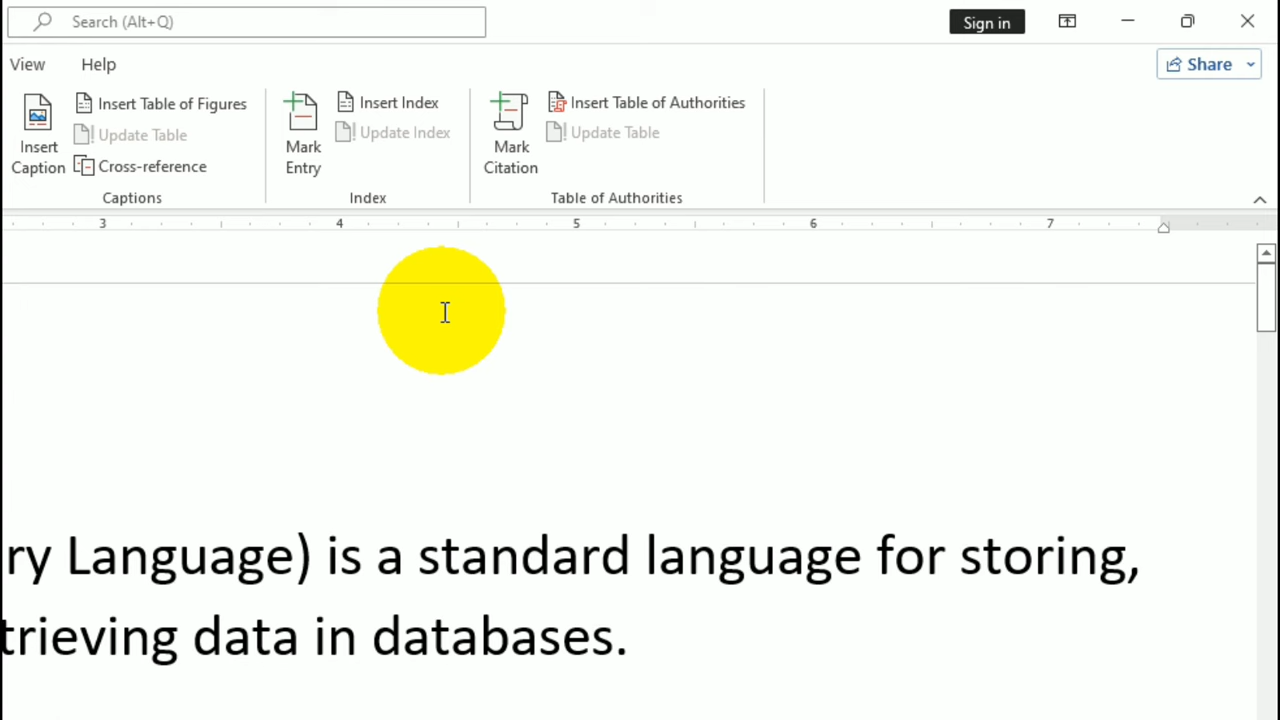 Search (Alt+Q)
Sign in
View Help
Share
Insert Caption
Insert Table of Figures
Update Table
Cross-reference
Captions
Mark Entry
Insert Index
Update Index
Index
Mark Citation
Insert Table of Authorities
Update Table
Table of Authorities
3 4 5 6 7
ry Language) is a standard language for storing,
trieving data in databases.